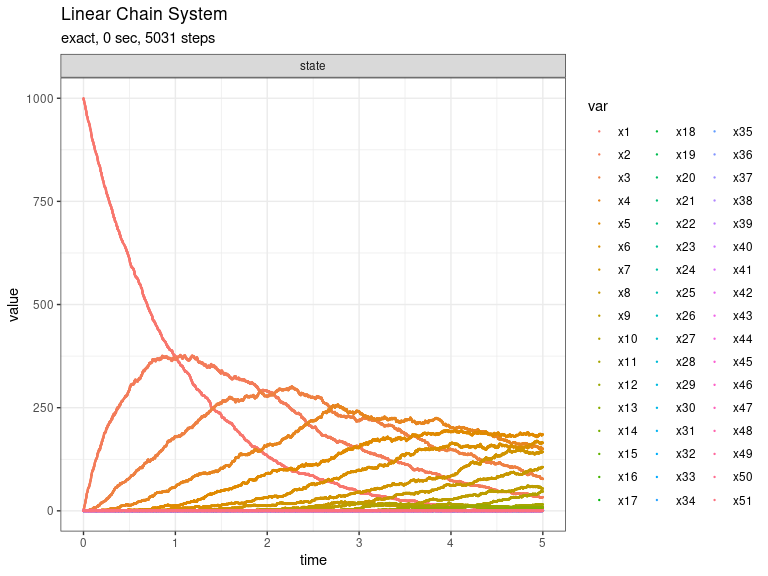 Linear Chain System
exact, 0 sec, 5031 steps
state
value
1000
750
500
250
0
0 1 2 3 4 5
time
var
x1 x18 x35
x2 x19 x36
x3 x20 x37
x4 x21 x38
x5 x22 x39
x6 x23 x40
x7 x24 x41
x8 x25 x42
x9 x26 x43
x10 x27 x44
x11 x28 x45
x12 x29 x46
x13 x30 x47
x14 x31 x48
x15 x32 x49
x16 x33 x50
x17 x34 x51